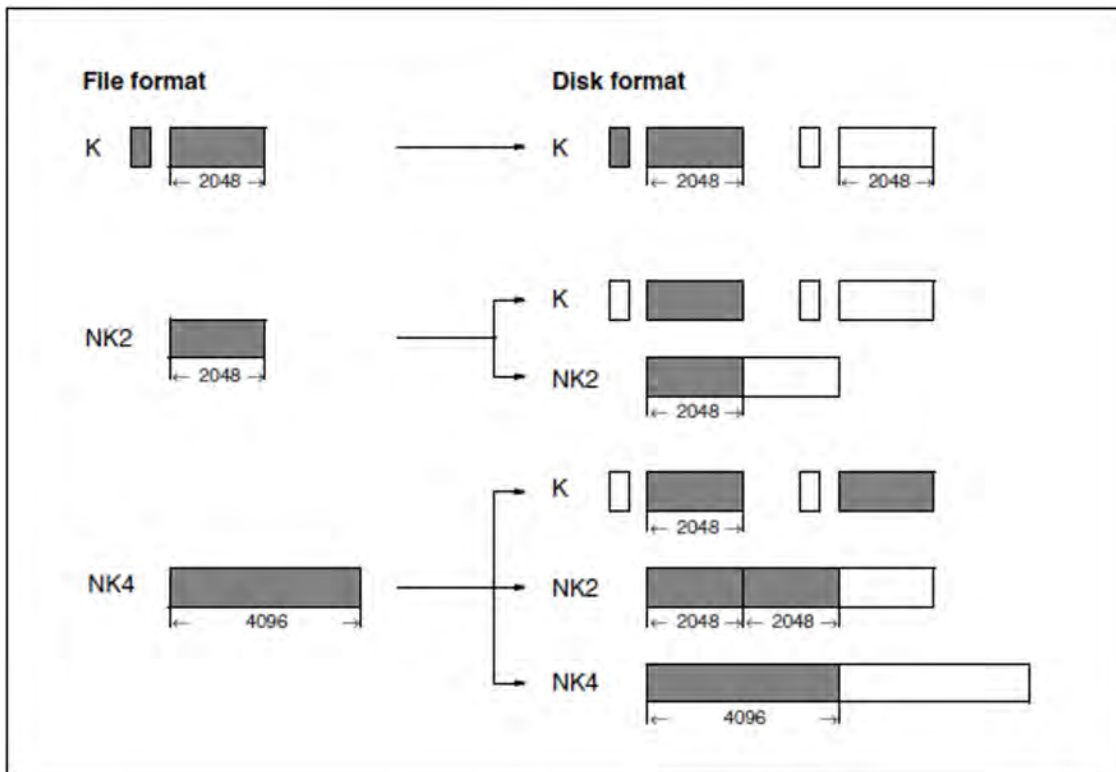 File format Disk format
K K
← 2048 → ← 2048 → ← 2048 →
K
NK2
← 2048 →
NK2
← 2048 →
K
← 2048 →
NK4 NK2
← 4096 → ← 2048 → ← 2048 →
NK4
← 4096 →